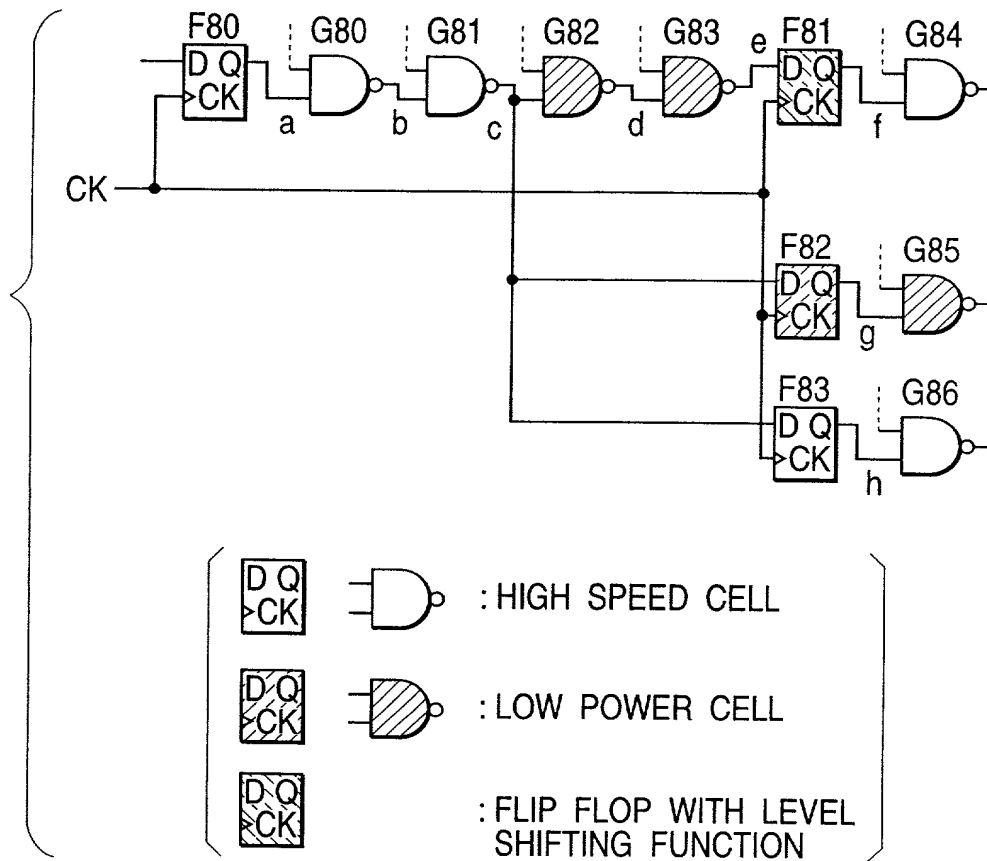 F80 G80 G81 G82 G83 e F81 G84
D Q
CK
D Q
CK
a b c d f
CK
F82 G85
D Q
CK
g
F83 G86
D Q
CK
h
D Q
CK
: HIGH SPEED CELL
D Q
CK
: LOW POWER CELL
D Q
CK
: FLIP FLOP WITH LEVEL
SHIFTING FUNCTION